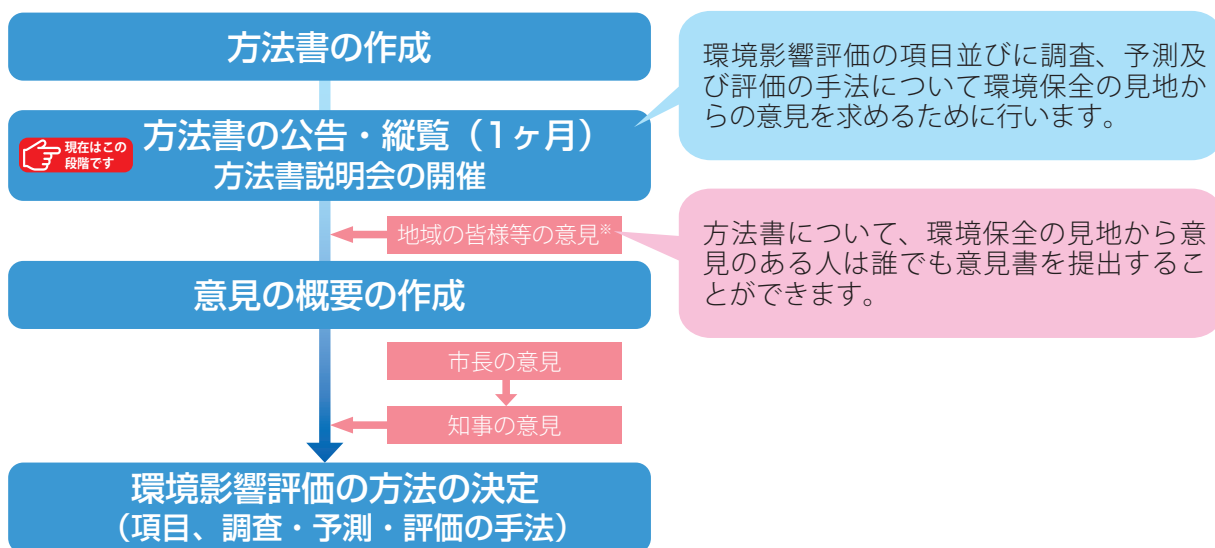 方法書の作成
環境影響評価の項目並びに調査、予測及
び評価の手法について環境保全の見地か
らの意見を求めるために行います。
現在はこの
段階です
方法書の公告・縦覧（1ヶ月）
方法書説明会の開催
地域の皆様等の意見※
方法書について、環境保全の見地から意
見のある人は誰でも意見書を提出するこ
とができます。
意見の概要の作成
市長の意見
知事の意見
環境影響評価の方法の決定
（項目、調査・予測・評価の手法）